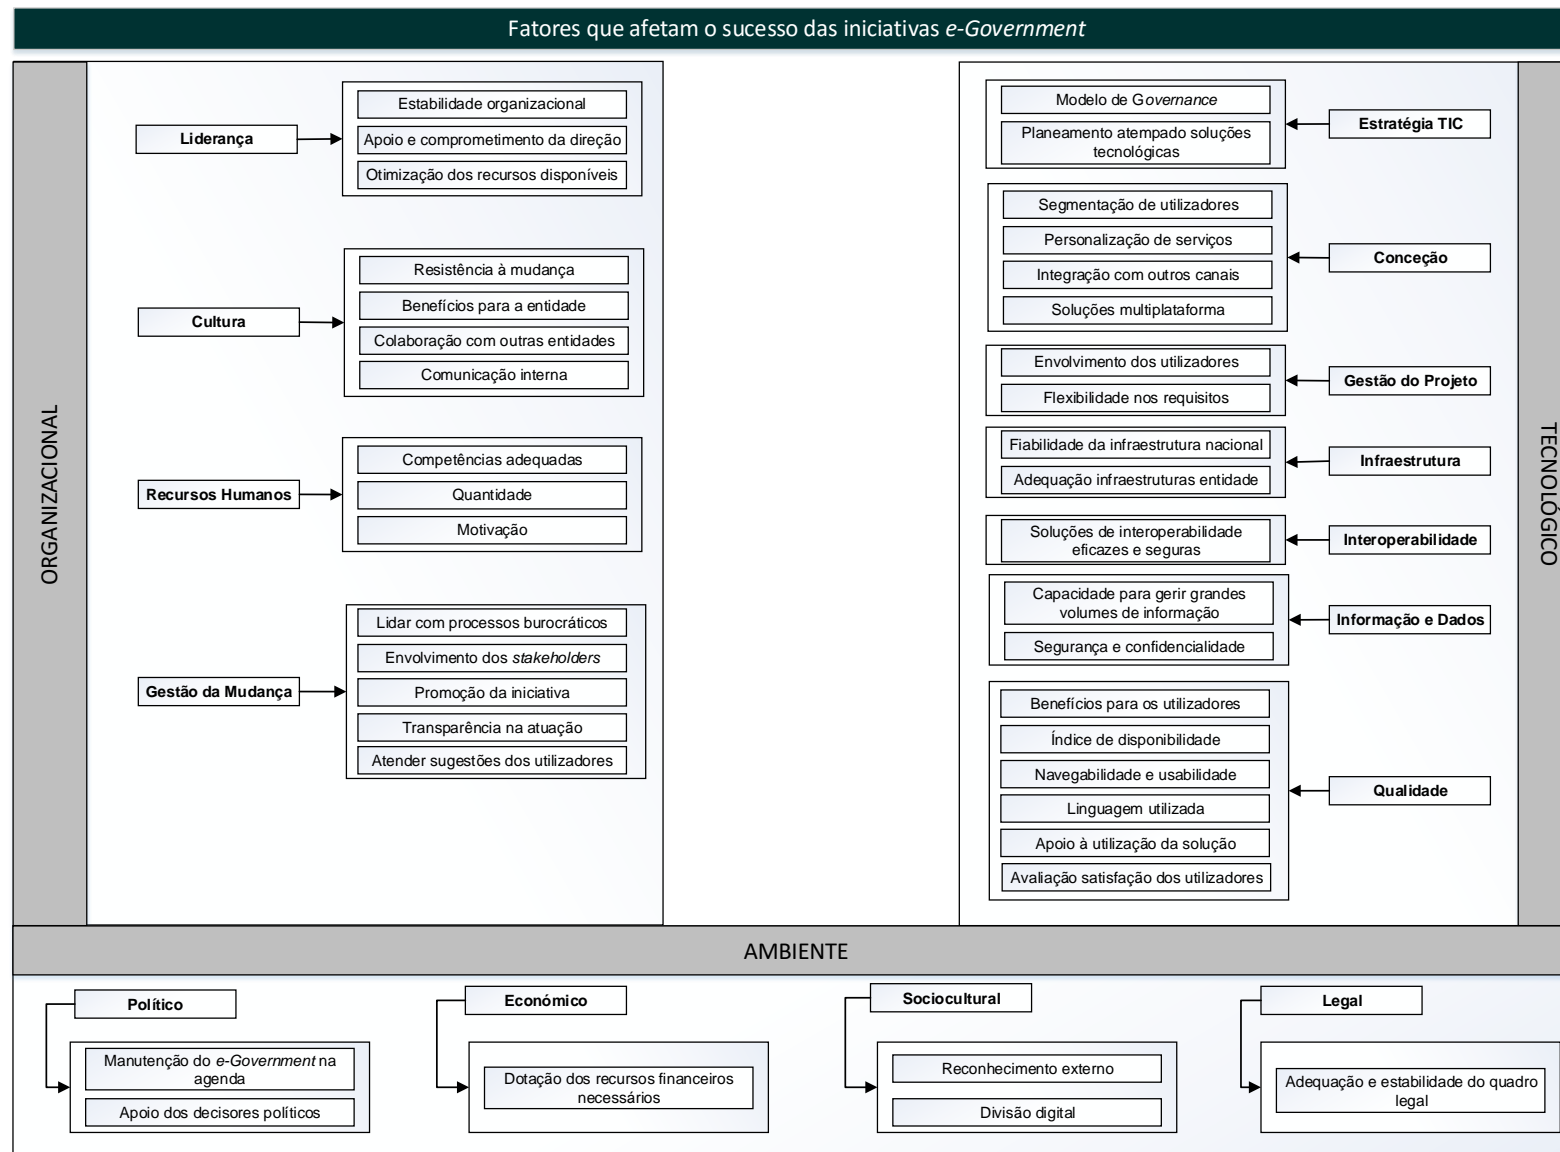 Fatores que afetam o sucesso das iniciativas e-Government
ORGANIZACIONAL
Liderança
Estabilidade organizacional
Apoio e comprometimento da direção
Otimização dos recursos disponíveis
Cultura
Resistência à mudança
Benefícios para a entidade
Colaboração com outras entidades
Comunicação interna
Recursos Humanos
Competências adequadas
Quantidade
Motivação
Gestão da Mudança
Lidar com processos burocráticos
Envolvimento dos stakeholders
Promoção da iniciativa
Transparência na atuação
Atender sugestões dos utilizadores
TECNOLÓGICO
Modelo de Governance
Planeamento atempado soluções
tecnológicas
Estratégia TIC
Segmentação de utilizadores
Personalização de serviços
Integração com outros canais
Soluções multiplataforma
Conceção
Envolvimento dos utilizadores
Flexibilidade nos requisitos
Gestão do Projeto
Fiabilidade da infraestrutura nacional
Adequação infraestruturas entidade
Infraestrutura
Soluções de interoperabilidade
eficazes e seguras
Interoperabilidade
Capacidade para gerir grandes
volumes de informação
Segurança e confidencialidade
Informação e Dados
Benefícios para os utilizadores
Índice de disponibilidade
Navegabilidade e usabilidade
Linguagem utilizada
Apoio à utilização da solução
Avaliação satisfação dos utilizadores
Qualidade
AMBIENTE
Político
Manutenção do e-Government na
agenda
Apoio dos decisores políticos
Económico
Dotação dos recursos financeiros
necessários
Sociocultural
Reconhecimento externo
Divisão digital
Legal
Adequação e estabilidade do quadro
legal